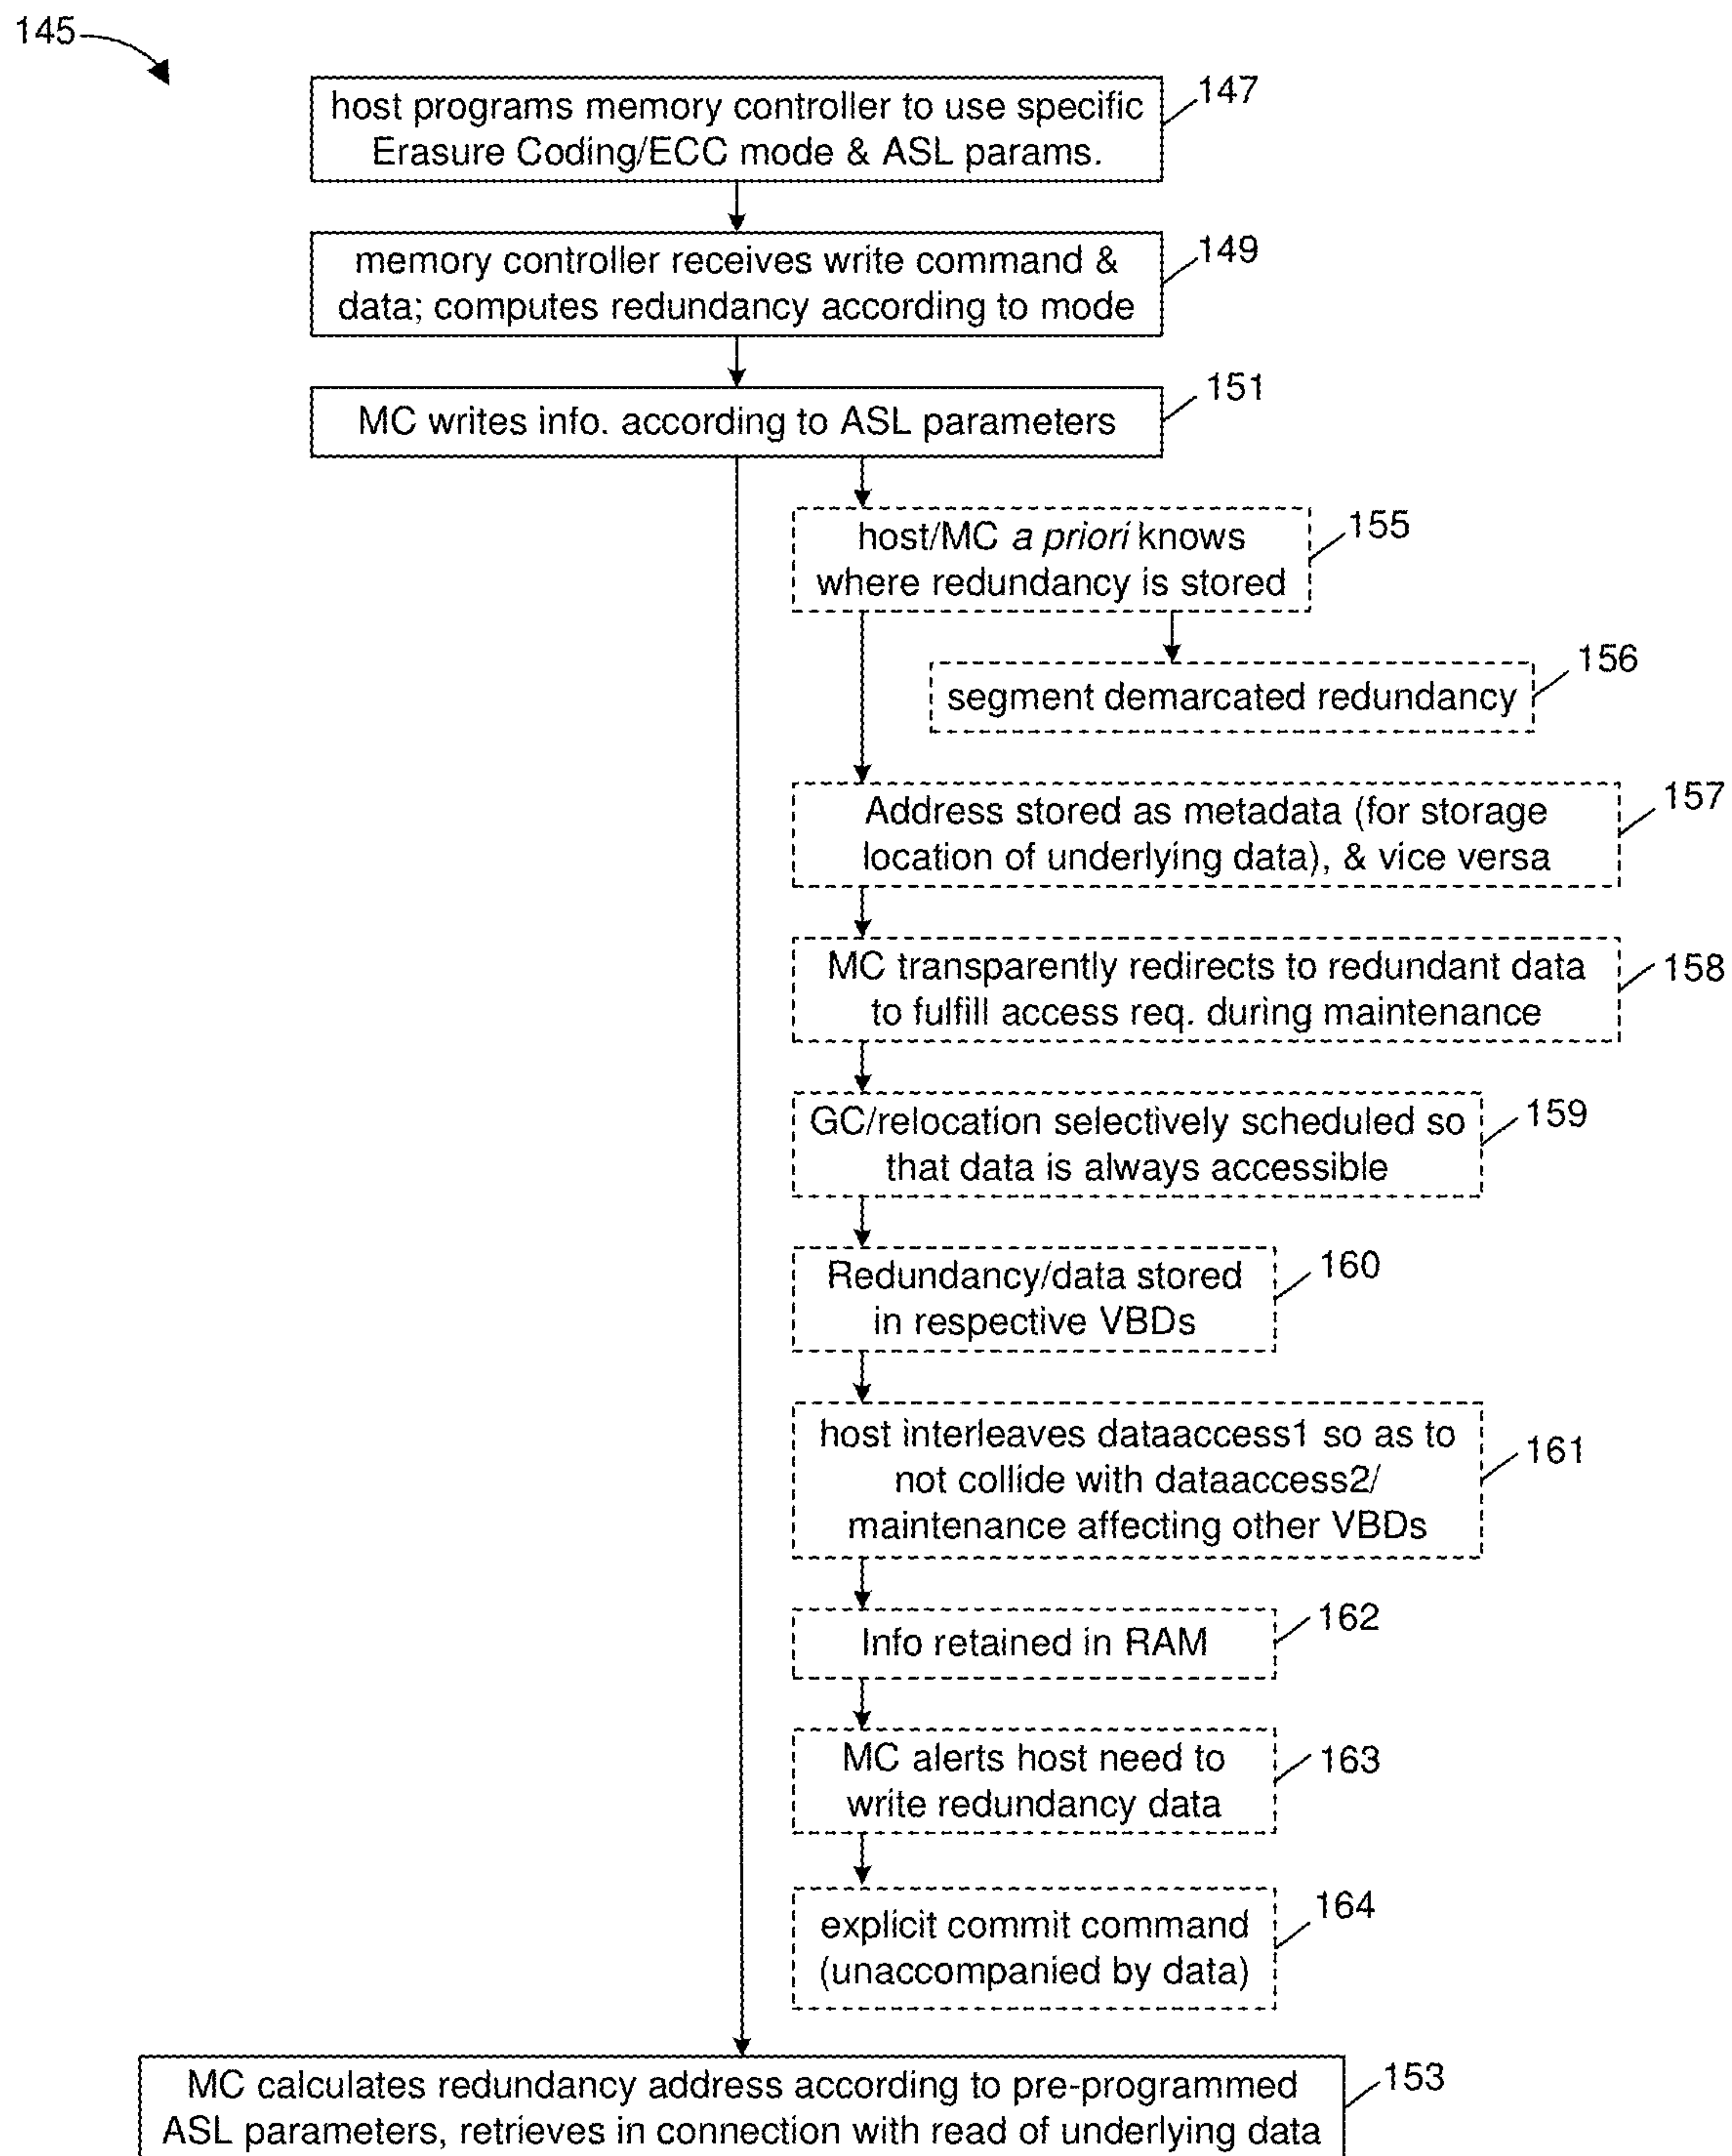 145
host programs memory controller to use specific
Erasure Coding/ECC mode & ASL params.
147
memory controller receives write command &
data; computes redundancy according to mode
149
MC writes info. according to ASL parameters
151
host/MC a priori knows
where redundancy is stored
155
segment demarcated redundancy
156
Address stored as metadata (for storage
location of underlying data), & vice versa
157
MC transparently redirects to redundant data
to fulfill access req. during maintenance
158
GC/relocation selectively scheduled so
that data is always accessible
159
Redundancy/data stored
in respective VBDs
160
host interleaves dataaccess1 so as to
not collide with dataaccess2/
maintenance affecting other VBDs
161
Info retained in RAM
162
MC alerts host need to
write redundancy data
163
explicit commit command
(unaccompanied by data)
164
MC calculates redundancy address according to pre-programmed
ASL parameters, retrieves in connection with read of underlying data
153